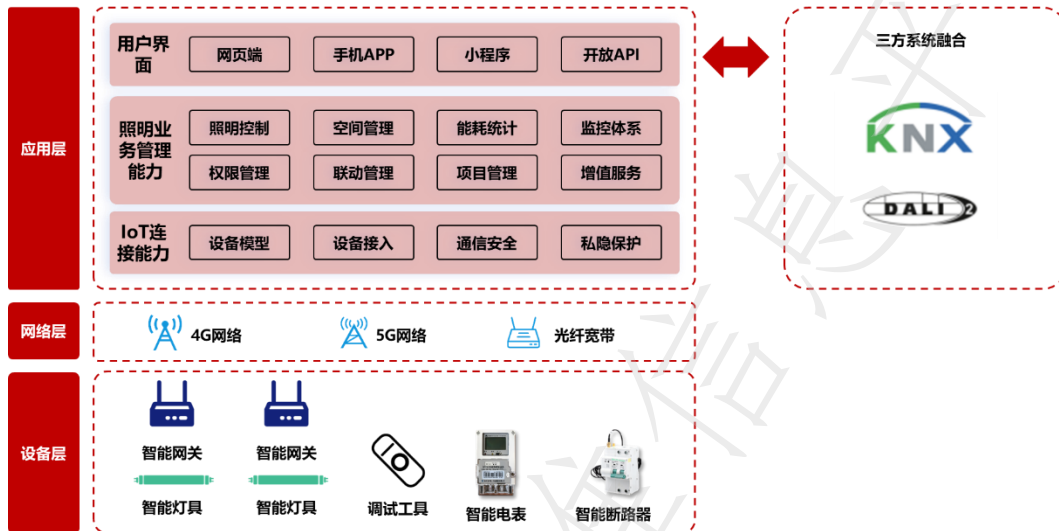 应用层
用户界
面
网页端
手机APP
小程序
开放API
照明业
务管理
能力
照明控制
空间管理
能耗统计
监控体系
权限管理
联动管理
项目管理
增值服务
IoT连
接能力
设备模型
设备接入
通信安全
私隐保护
三方系统融合
KNX
DALI 2
网络层
4G网络
5G网络
光纤宽带
设备层
智能网关
智能网关
智能灯具
智能灯具
调试工具
智能电表
智能断路器